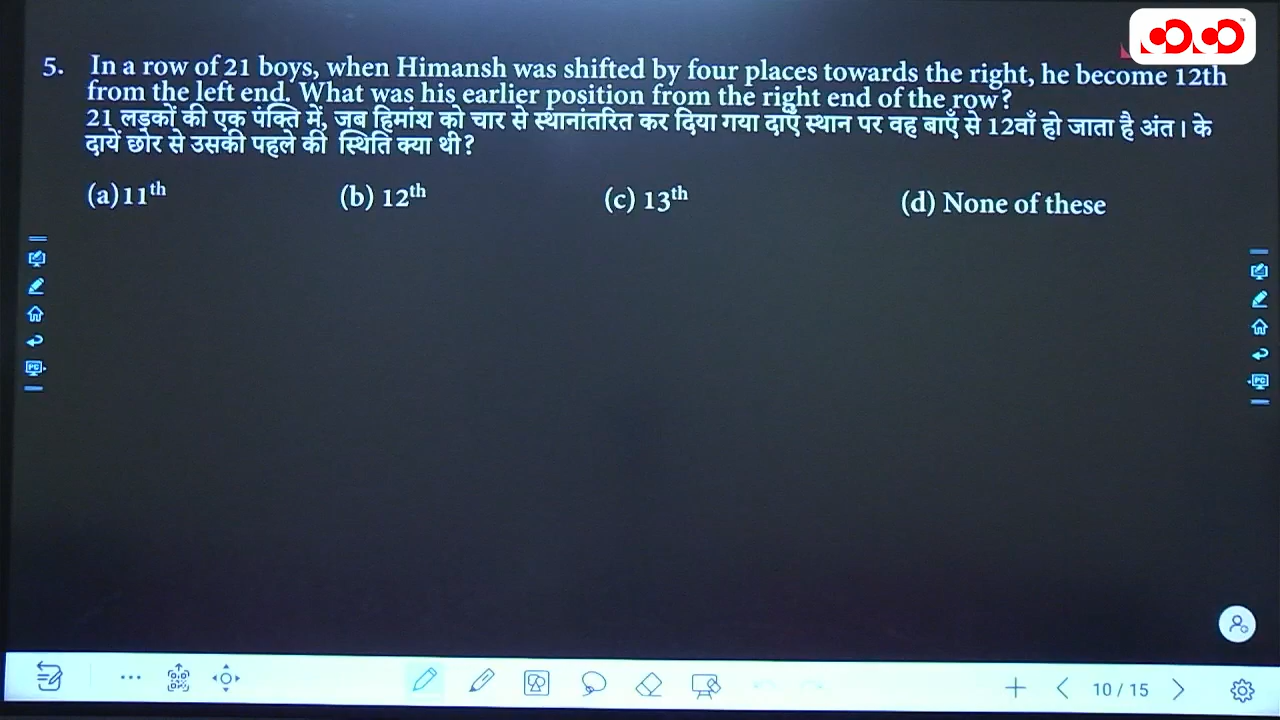 5. In a row of 21 boys, when Himansh was shifted by four places towards the right, he become 12th
from the left end. What was his earlier position from the right end of the row?
21 लड़कों की एक पंक्ति में, जब हिमांश को चार से स्थानांतरित कर दिया गया दाएँ स्थान पर वह बाएँ से 12वाँ हो जाता है अंत। के
दायें छोर से उसकी पहले की स्थिति क्या थी?
(a)11th (b) 12th (c) 13th (d) None of these
10 / 15